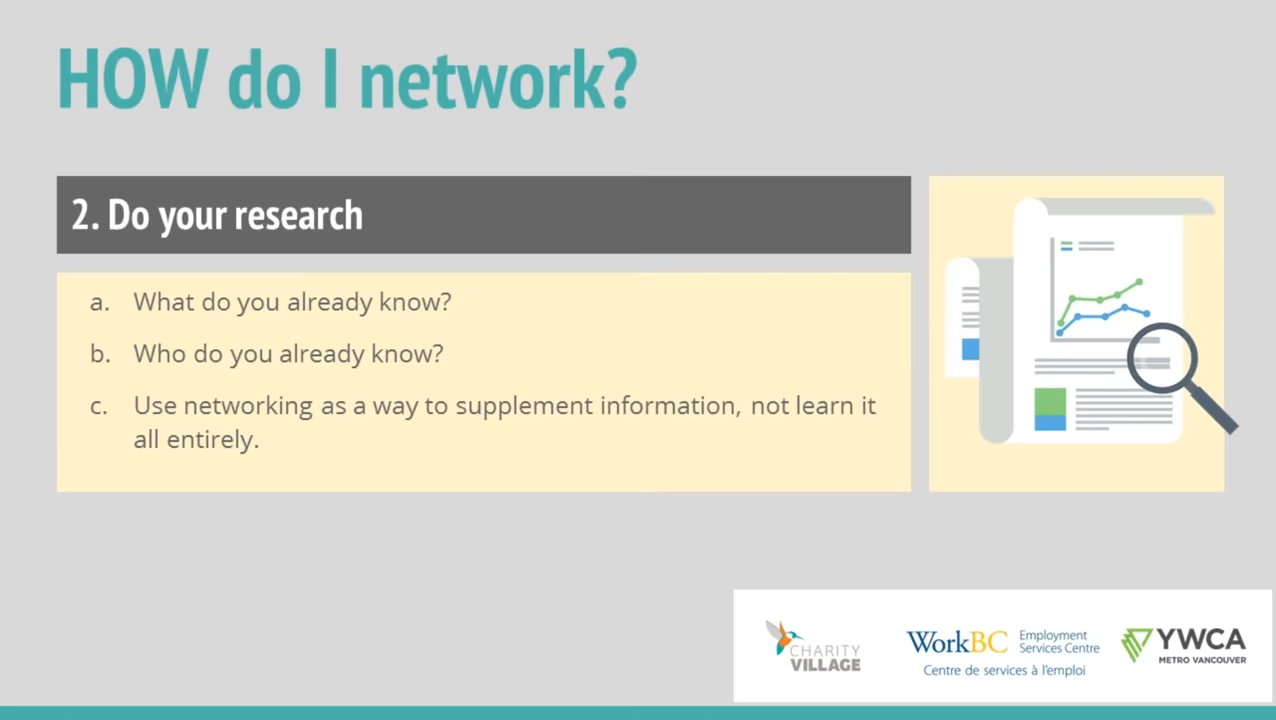 HOW do I network?
2. Do your research
a. What do you already know?
b. Who do you already know?
c. Use networking as a way to supplement information, not learn it
all entirely.
CHARITY
VILLAGE
WorkBC
Employment
Services Centre
Centre de services à l'emploi
YWCA
METRO VANCOUVER